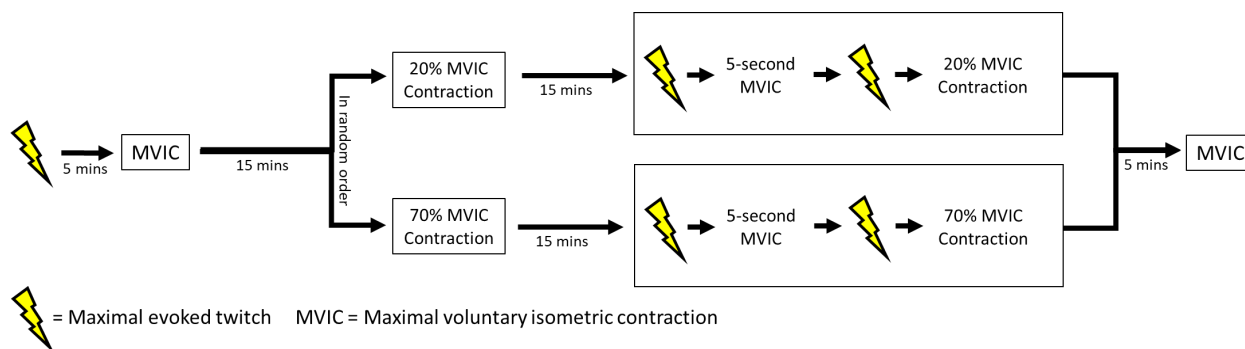 5 mins
MVIC
15 mins
In random order
20% MVIC
Contraction
15 mins
5-second
MVIC
20% MVIC
Contraction
70% MVIC
Contraction
15 mins
5-second
MVIC
70% MVIC
Contraction
5 mins
MVIC
= Maximal evoked twitch
MVIC = Maximal voluntary isometric contraction